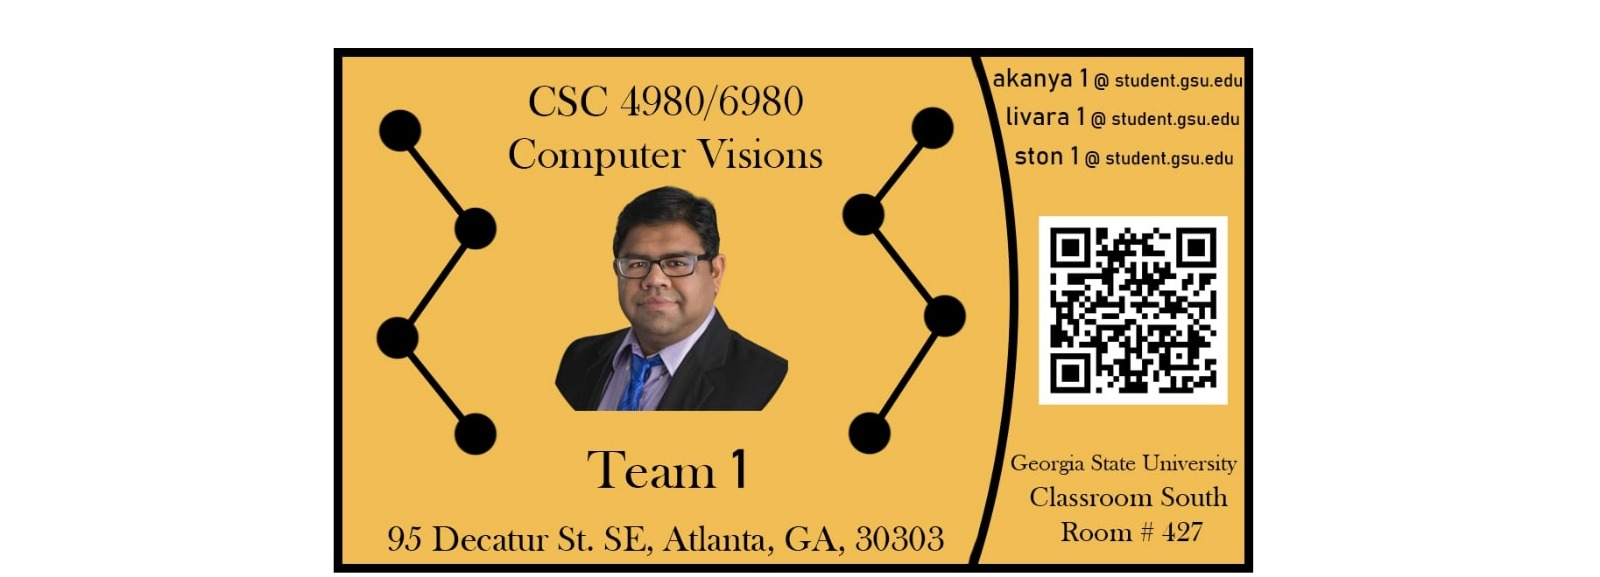 CSC 4980/6980
Computer Visions
Team 1
95 Decatur St. SE, Atlanta, GA, 30303
akanya 1 @ student.gsu.edu
livara 1 @ student.gsu.edu
ston 1 @ student.gsu.edu
Georgia State University
Classroom South
Room # 427